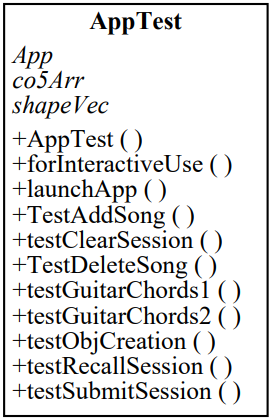 AppTest
App
co5Arr
shapeVec
+AppTest ( )
+forInteractiveUse ( )
+launchApp ( )
+TestAddSong ( )
+testClearSession ( )
+TestDeleteSong ( )
+testGuitarChords1 ( )
+testGuitarChords2 ( )
+testObjCreation ( )
+testRecallSession ( )
+testSubmitSession ( )